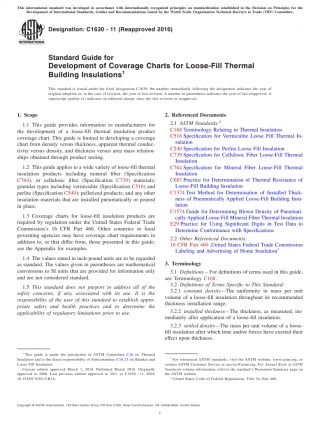 This international standard was developed in accordance with internationally recognized principles on standardization established in the Decision on Principles for the
Development of International Standards, Guides and Recommendations issued by the World Trade Organization Technical Barriers to Trade (TBT) Committee.
Designation: C1630 − 11 (Reapproved 2016)
INTERNATIONAL
Standard Guide for
Development of Coverage Charts for Loose-Fill Thermal
Building Insulations1
This standard is issued under the fixed designation C1630; the number immediately following the designation indicates the year of
original adoption or, in the case of revision, the year of last revision. A number in parentheses indicates the year of last reapproval. A
superscript epsilon (ε) indicates an editorial change since the last revision or reapproval.
1. Scope
1.1 This guide provides information to manufacturers for
the development of a loose-fill thermal insulation product
coverage chart. This guide is limited to developing a coverage
chart from density versus thickness, apparent thermal conduc-
tivity versus density, and thickness versus area mass relation-
ships obtained through product testing.
1.2 This guide applies to a wide variety of loose-fill thermal
insulation products including mineral fiber (Specification
C764), or cellulosic fiber (Specification C739) materials;
granular types including vermiculite (Specification C516) and
perlite (Specification C549); pelletized products; and any other
insulation materials that are installed pneumatically or poured
in place.
1.3 Coverage charts for loose-fill insulation products are
required by regulation under the United States Federal Trade
Commission's 16 CFR Part 460. Other countries or local
governing agencies may have coverage chart requirements in
addition to, or that differ from, those presented in this guide;
see the Appendix for examples.
1.4 The values stated in inch-pound units are to be regarded
as standard. The values given in parentheses are mathematical
conversions to SI units that are provided for information only
and are not considered standard.
1.5 This standard does not purport to address all of the
safety concerns, if any, associated with its use. It is the
responsibility of the user of this standard to establish appro-
priate safety and health practices and to determine the
applicability of regulatory limitations prior to use.
1 This guide is under the jurisdiction of ASTM Committee C16 on Thermal
Insulation and is the direct responsibility of Subcommittee C16.23 on Blanket and
Loose Fill Insulation.
Current edition approved March 1, 2016. Published March 2016. Originally
approved in 2006. Last previous edition approved in 2011 as C1630 – 11. DOI:
10.1520/C1630-11R16.
2. Referenced Documents
2.1 ASTM Standards:2
C168 Terminology Relating to Thermal Insulation
C516 Specification for Vermiculite Loose Fill Thermal In-
sulation
C549 Specification for Perlite Loose Fill Insulation
C739 Specification for Cellulosic Fiber Loose-Fill Thermal
Insulation
C764 Specification for Mineral Fiber Loose-Fill Thermal
Insulation
C687 Practice for Determination of Thermal Resistance of
Loose-Fill Building Insulation
C1374 Test Method for Determination of Installed Thick-
ness of Pneumatically Applied Loose-Fill Building Insu-
lation
C1574 Guide for Determining Blown Density of Pneumati-
cally Applied Loose-Fill Mineral Fiber Thermal Insulation
E29 Practice for Using Significant Digits in Test Data to
Determine Conformance with Specifications
2.2 Other Referenced Documents:
16 CFR Part 460 United States Federal Trade Commission
Labeling and Advertising of Home Insulation3
3. Terminology
3.1 Definitions—For definitions of terms used in this guide,
see Terminology C168.
3.2 Definitions of Terms Specific to This Standard:
3.2.1 constant density—The uniformity in mass per unit
volume of a loose-fill insulation throughout its recommended
thickness insulation range.
3.2.2 installed thickness—The thickness, as measured, im-
mediately after application of a loose-fill insulation.
3.2.3 settled density—The mass per unit volume of a loose-
fill insulation after which time and/or forces have exerted their
effect upon thickness.
2 For referenced ASTM standards, visit the ASTM website, www.astm.org, or
contact ASTM Customer Service at service@astm.org. For Annual Book of ASTM
Standards volume information, refer to the standard's Document Summary page on
the ASTM website.
3 United States Code of Federal Regulations, Title 16, Part 460.
Copyright © ASTM International, 100 Barr Harbor Drive, PO Box C700, West Conshohocken, PA 19428-2959. United States
1